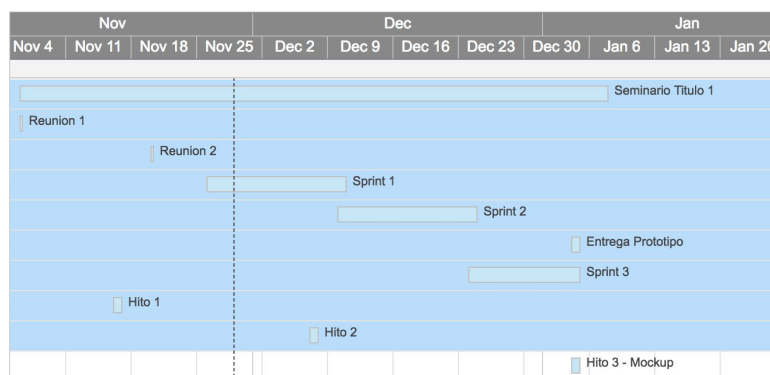 Nov Dec Jan
Nov 4 Nov 11 Nov 18 Nov 25 Dec 2 Dec 9 Dec 16 Dec 23 Dec 30 Jan 6 Jan 13 Jan 20
Seminario Titulo 1
Reunion 1
Reunion 2
Sprint 1
Sprint 2
Entrega Prototipo
Sprint 3
Hito 1
Hito 2
Hito 3 - Mockup